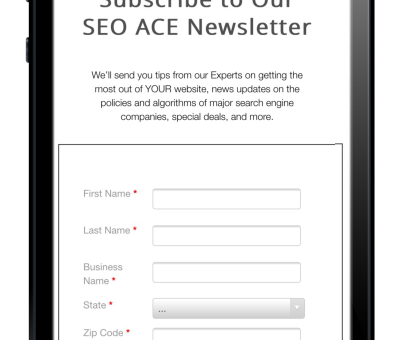 Subscribe to Our
SEO ACE Newsletter
We'll send you tips from our Experts on getting the
most out of YOUR website, news updates on the
policies and algorithms of major search engine
companies, special deals, and more.
First Name *
Last Name *
Business
Name *
State *
...
Zip Code *